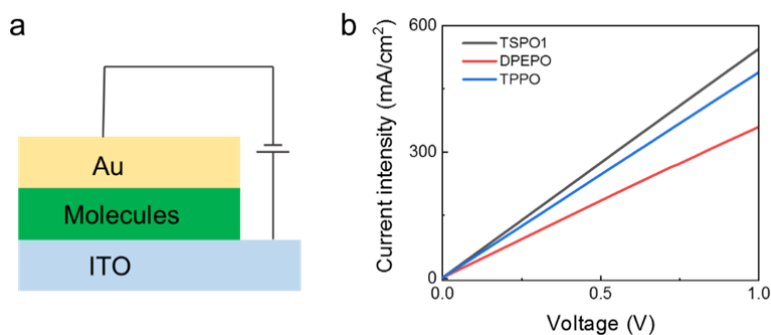 a
Au
Molecules
ITO
b
Current intensity (mA/cm²)
600
300
0
TSPO1
DPEPO
TPPO
0.0
0.5
1.0
Voltage (V)